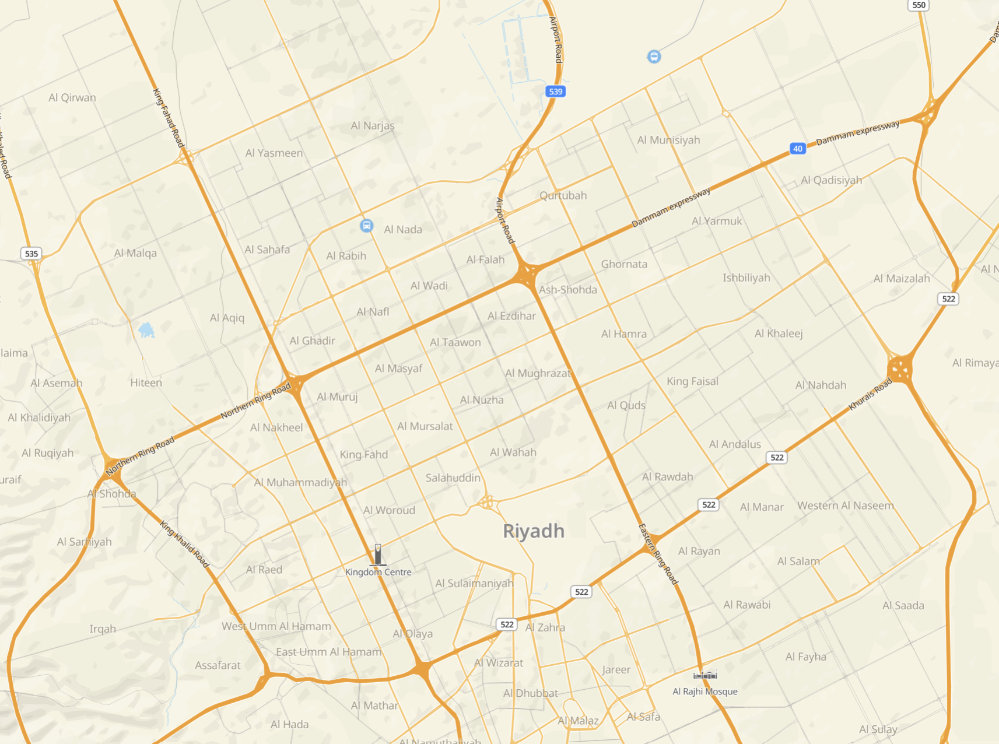 550
Airport Road
Damm
539
King Fahad Road
Al Qirwan
Al Narjas
Al Munisiyah
Dammam expressway
40
Al Yasmeen
Khaled Road
Al Qadisiyah
Qurtubah
Dammam expressway
Airport Road
Al Yarmuk
Al Nada
Al Malqa
535
Al Sahafa
Al Rabih
Al Falah
Ghornata
Al N
Ishbiliyah
Al Maizalah
Al Wadi
Ash-Shohda
522
Al Aqiq
Al Nafl
Al Ezdihar
Al Ghadir
Al Taawon
Al Hamra
Al Khaleej
laima
Al Masyaf
Al Mughrazat
Al Rimaya
Al Asemah
Hiteen
King Faisal
Al Nahdah
Northern Ring Road
Al Muruj
Al Nuzha
Al Quds
Khurais Road
Al Khalidiyah
Al Nakheel
Al Mursalat
Northern Ring Road
Al Ruqiyah
King Fahd
Al Wahah
Al Andalus
522
uraif
Al Muhammadiyah
Salahuddin
Al Rawdah
Al Shohda
Al Woroud
522
Al Manar
Western Al Naseem
Riyadh
Al Sarhiyah
King Khalid Road
Eastern Ring Road
Al Rayan
Al Salam
Al Raed
Kingdom Centre
Al Sulaimaniyah
522
Al Rawabi
Al Saada
Irqah
West Umm Al Hamam
Al Olaya
522
Al Zahra
East Umm Al Hamam
Assafarat
Al Wizarat
Jareer
Al Fayha
Al Rajhi Mosque
Al Dhubbat
Al Mathar
Al Malaz
Al Safa
Al Hada
Al Sulay
Al Namuthajiyah